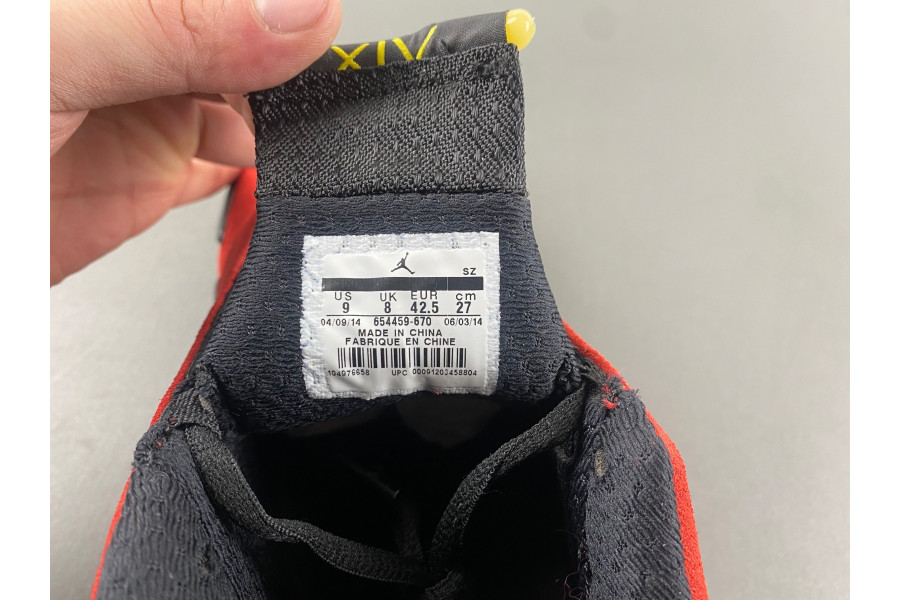 XIV
SZ
US UK EUR cm
9 8 42.5 27
04/09/14 654459-670 06/03/14
MADE IN CHINA
FABRIQUE EN CHINE
104976658 UPC 00091203458804